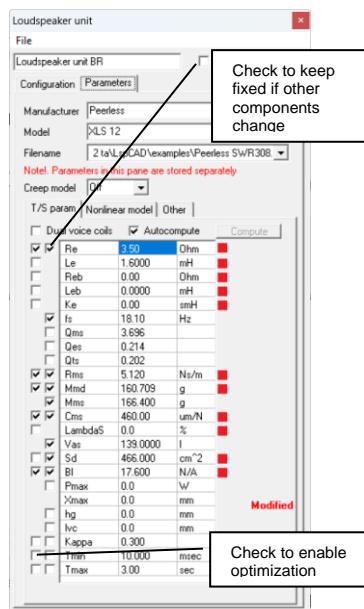 Loudspeaker unit
File
Loudspeaker unit BR
Check to keep
fixed if other
components
change
Configuration Parameters
Manufacturer Peerless
Model XLS 12
Filename 2 ta\LspCAD\examples\Peerless SWR308.
Note!. Parameters in this pane are stored separately
Creep model Off
T/S param Nonlinear model Other
Dual voice coils Autocompute Compute
Re 3.50 Ohm
Le 1.6000 mH
Reb 0.00 Ohm
Leb 0.0000 mH
Ke 0.00 smH
fs 18.10 Hz
Qms 3.696
Qes 0.214
Qts 0.202
Rms 5.120 Ns/m
Mmd 160.709 g
Mms 166.400 g
Cms 460.00 um/N
LambdaS 0.0 %
Vas 139.0000 l
Sd 466.000 cm^2
Bl 17.600 N/A
Pmax 0.0 W
Xmax 0.0 mm
Modified
hg 0.0 mm
lvc 0.0 mm
Kappa 0.300
Tmin 10.000 msec
Tmax 3.00 sec
Check to enable
optimization